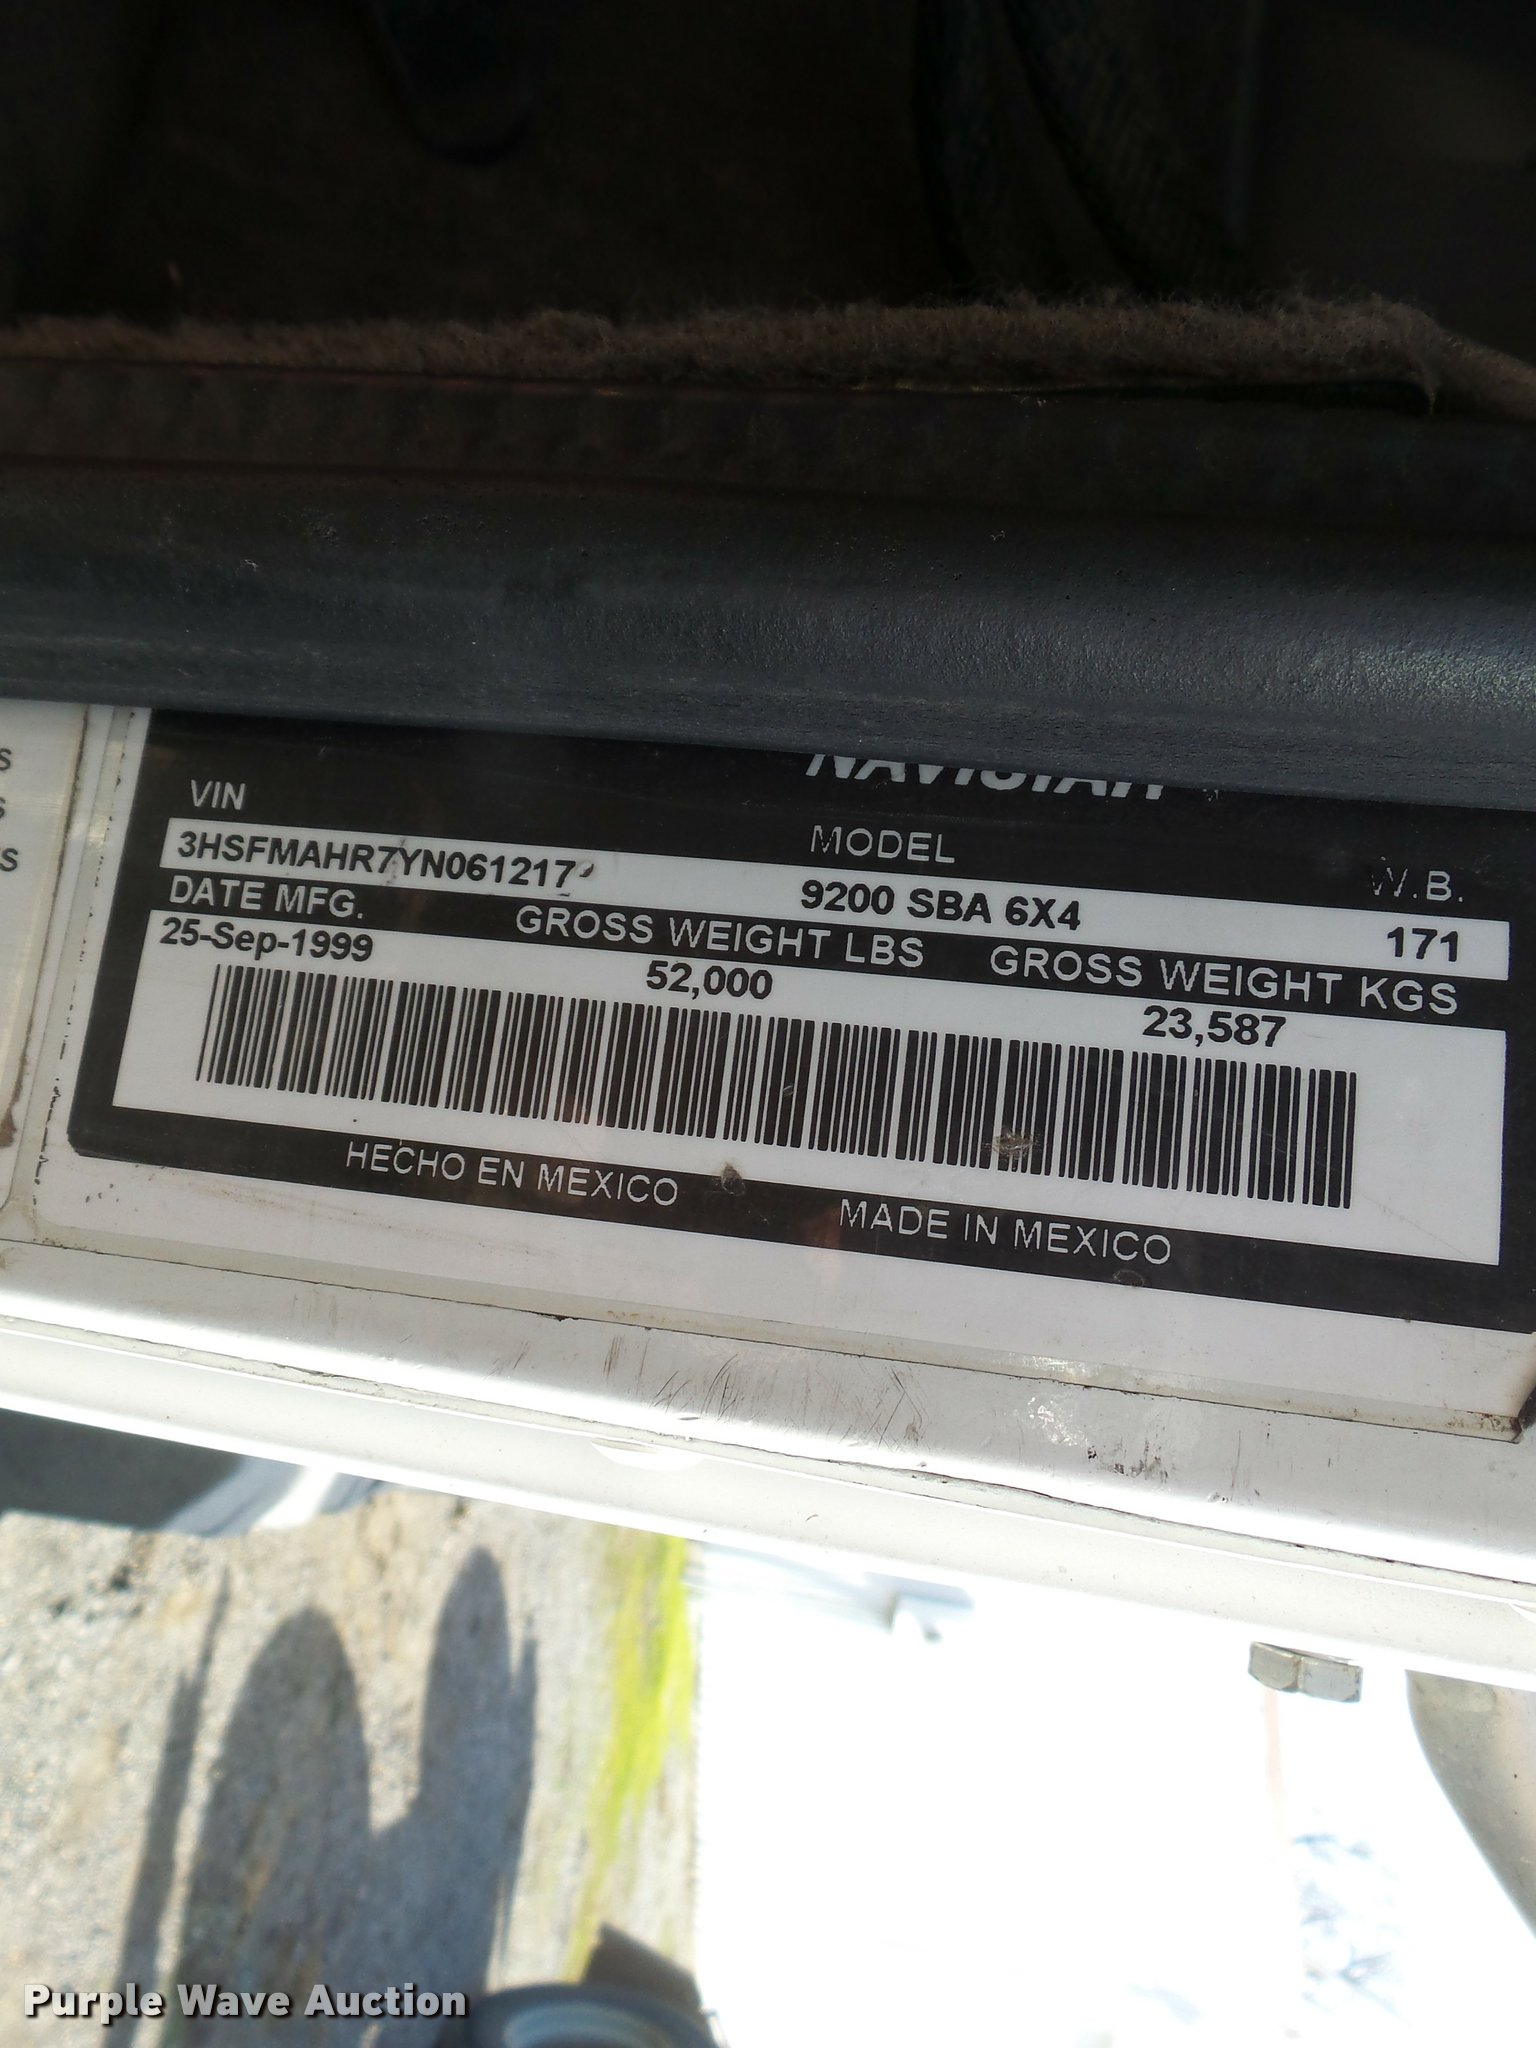 S
S
S
NAVISTAR
VIN
MODEL
W.B.
3HSFMAHR7YN061217
9200 SBA 6X4
171
DATE MFG.
GROSS WEIGHT LBS
GROSS WEIGHT KGS
25-Sep-1999
52,000
23,587
HECHO EN MEXICO
MADE IN MEXICO
Purple Wave Auction